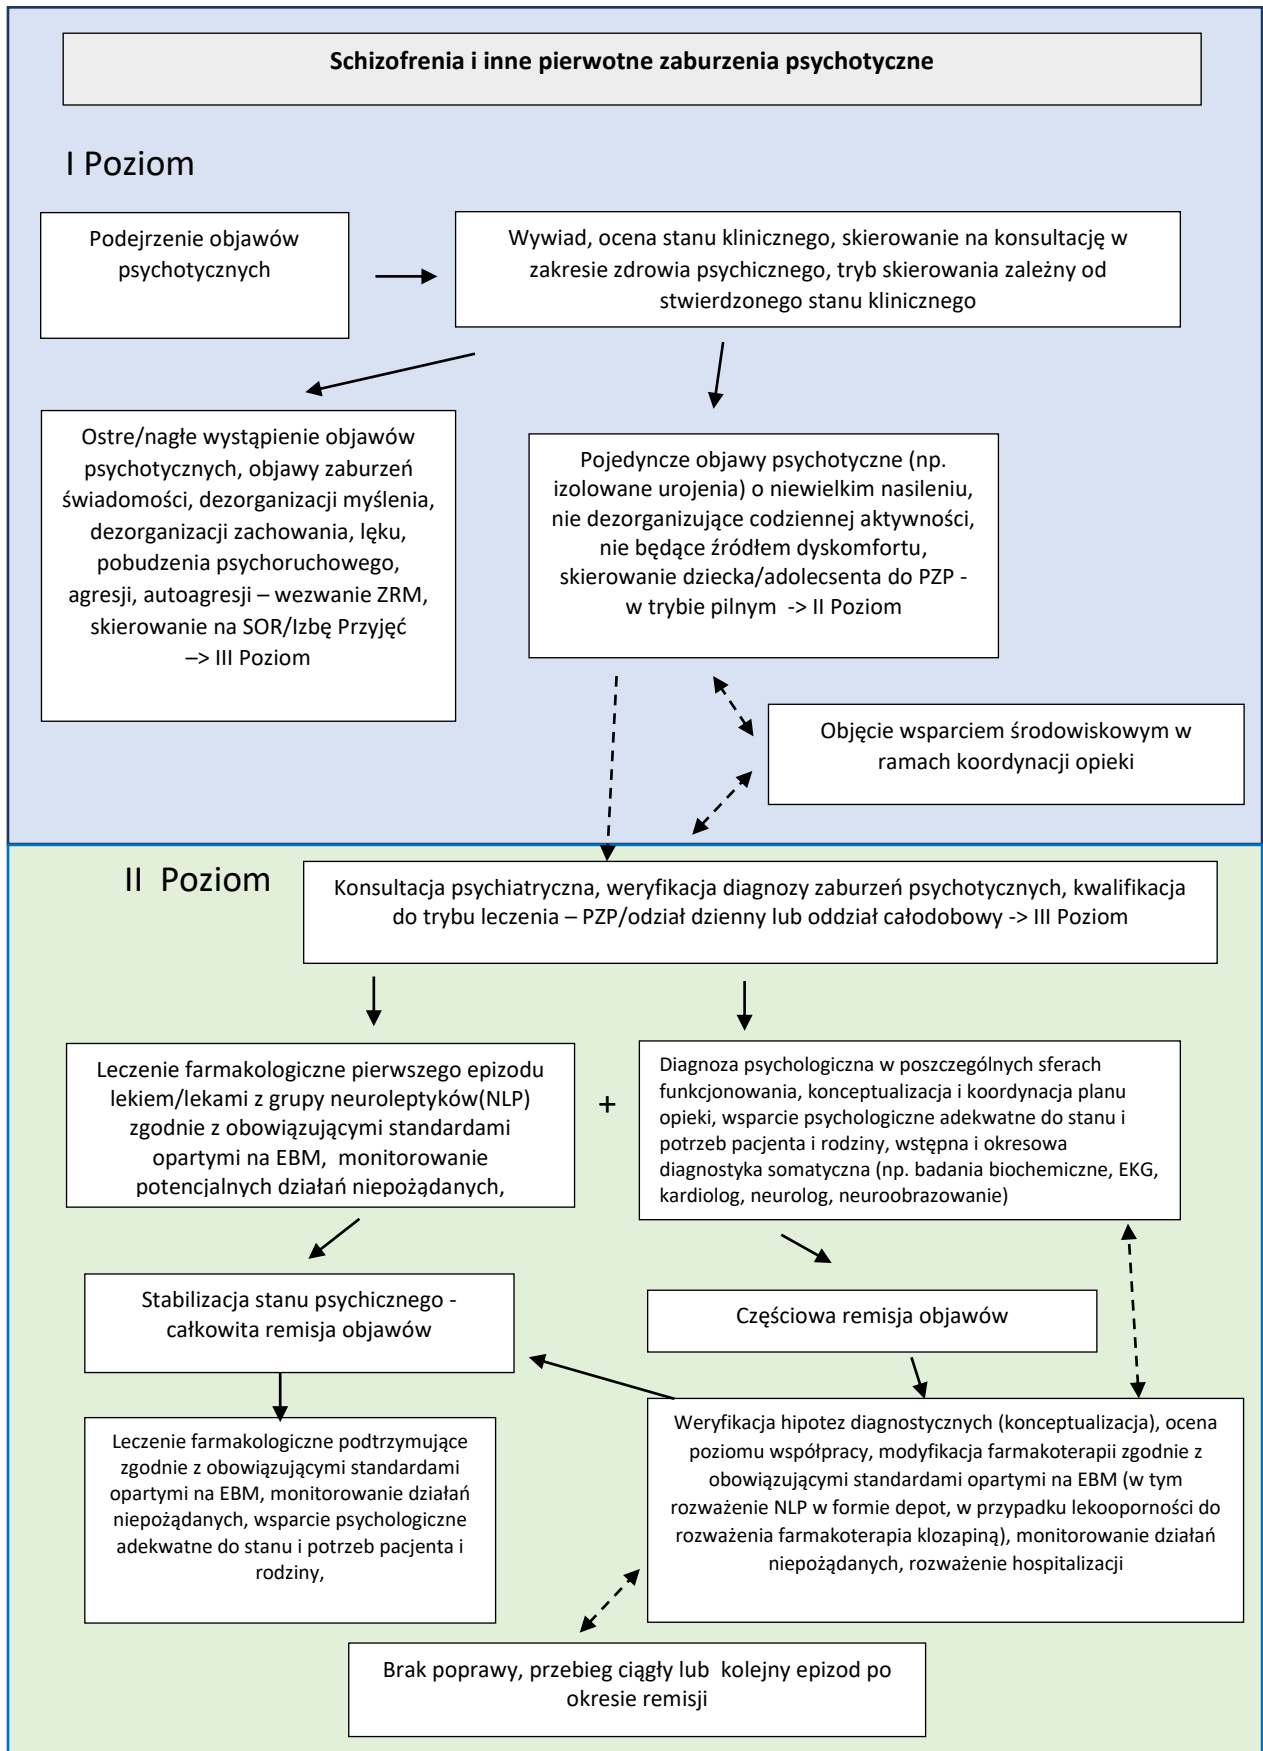 Schizofrenia i inne pierwotne zaburzenia psychotyczne
I Poziom
Podejrzenie objawów
psychotycznych
Wywiad, ocena stanu klinicznego, skierowanie na konsultację w
zakresie zdrowia psychicznego, tryb skierowania zależny od
stwierdzonego stanu klinicznego
Ostre/nagłe wystąpienie objawów
psychotycznych, objawy zaburzeń
świadomości, dezorganizacji myślenia,
dezorganizacji zachowania, lęku,
pobudzenia psychoruchowego,
agresji, autoagresji – wezwanie ZRM,
skierowanie na SOR/Izbę Przyjęć
–> III Poziom
Pojedyncze objawy psychotyczne (np.
izolowane urojenia) o niewielkim nasileniu,
nie dezorganizujące codziennej aktywności,
nie będące źródłem dyskomfortu,
skierowanie dziecka/adolecsenta do PZP -
w trybie pilnym -> II Poziom
Objęcie wsparciem środowiskowym w
ramach koordynacji opieki
II Poziom
Konsultacja psychiatryczna, weryfikacja diagnozy zaburzeń psychotycznych, kwalifikacja
do trybu leczenia – PZP/odział dzienny lub oddział całodobowy -> III Poziom
Leczenie farmakologiczne pierwszego epizodu
lekiem/lekami z grupy neuroleptyków(NLP)
zgodnie z obowiązującymi standardami
opartymi na EBM, monitorowanie
potencjalnych działań niepożądanych,
+
Diagnoza psychologiczna w poszczególnych sferach
funkcjonowania, konceptualizacja i koordynacja planu
opieki, wsparcie psychologiczne adekwatne do stanu i
potrzeb pacjenta i rodziny, wstępna i okresowa
diagnostyka somatyczna (np. badania biochemiczne, EKG,
kardiolog, neurolog, neuroobrazowanie)
Stabilizacja stanu psychicznego -
całkowita remisja objawów
Częściowa remisja objawów
Leczenie farmakologiczne podtrzymujące
zgodnie z obowiązującymi standardami
opartymi na EBM, monitorowanie działań
niepożądanych, wsparcie psychologiczne
adekwatne do stanu i potrzeb pacjenta i
rodziny,
Weryfikacja hipotez diagnostycznych (konceptualizacja), ocena
poziomu współpracy, modyfikacja farmakoterapii zgodnie z
obowiązującymi standardami opartymi na EBM (w tym
rozważenie NLP w formie depot, w przypadku lekooporności do
rozważenia farmakoterapia klozapiną), monitorowanie działań
niepożądanych, rozważenie hospitalizacji
Brak poprawy, przebieg ciągły lub kolejny epizod po
okresie remisji